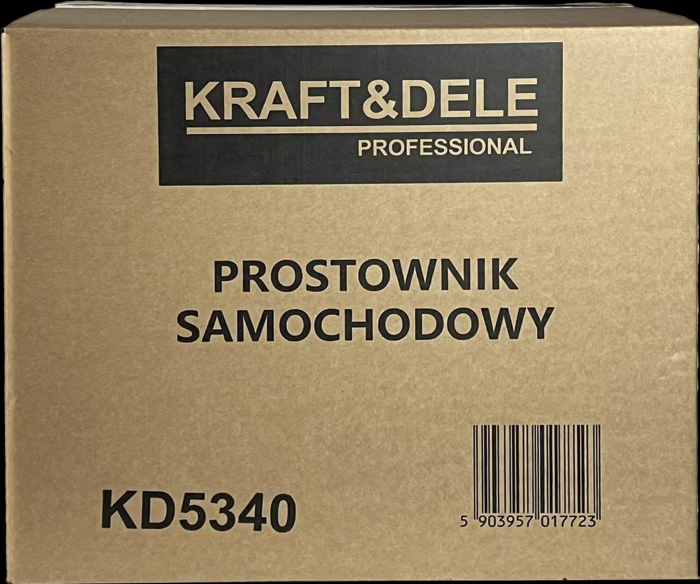 KRAFT&DELE
PROFESSIONAL
PROSTOWNIK
SAMOCHODOWY
KD5340
5 903957 017723